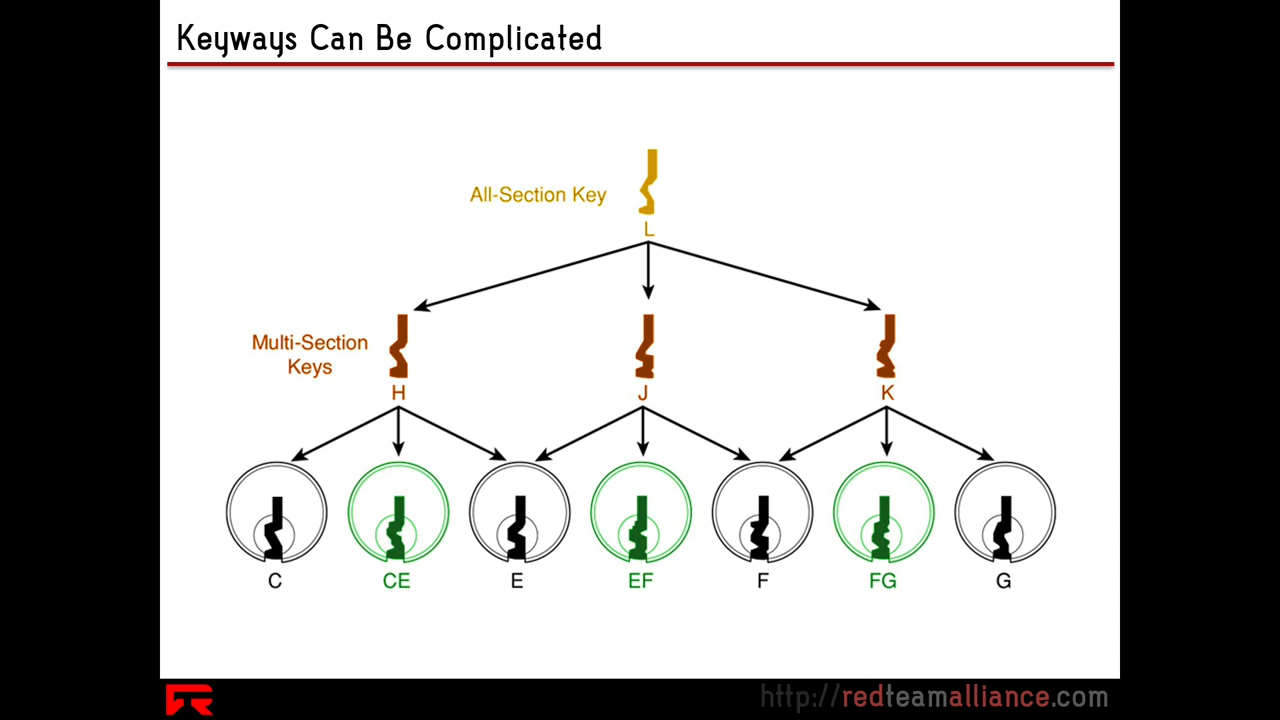 Keyways Can Be Complicated
All-Section Key
L
Multi-Section
Keys
H
J
K
C
CE
E
EF
F
FG
G
http://redteamalliance.com